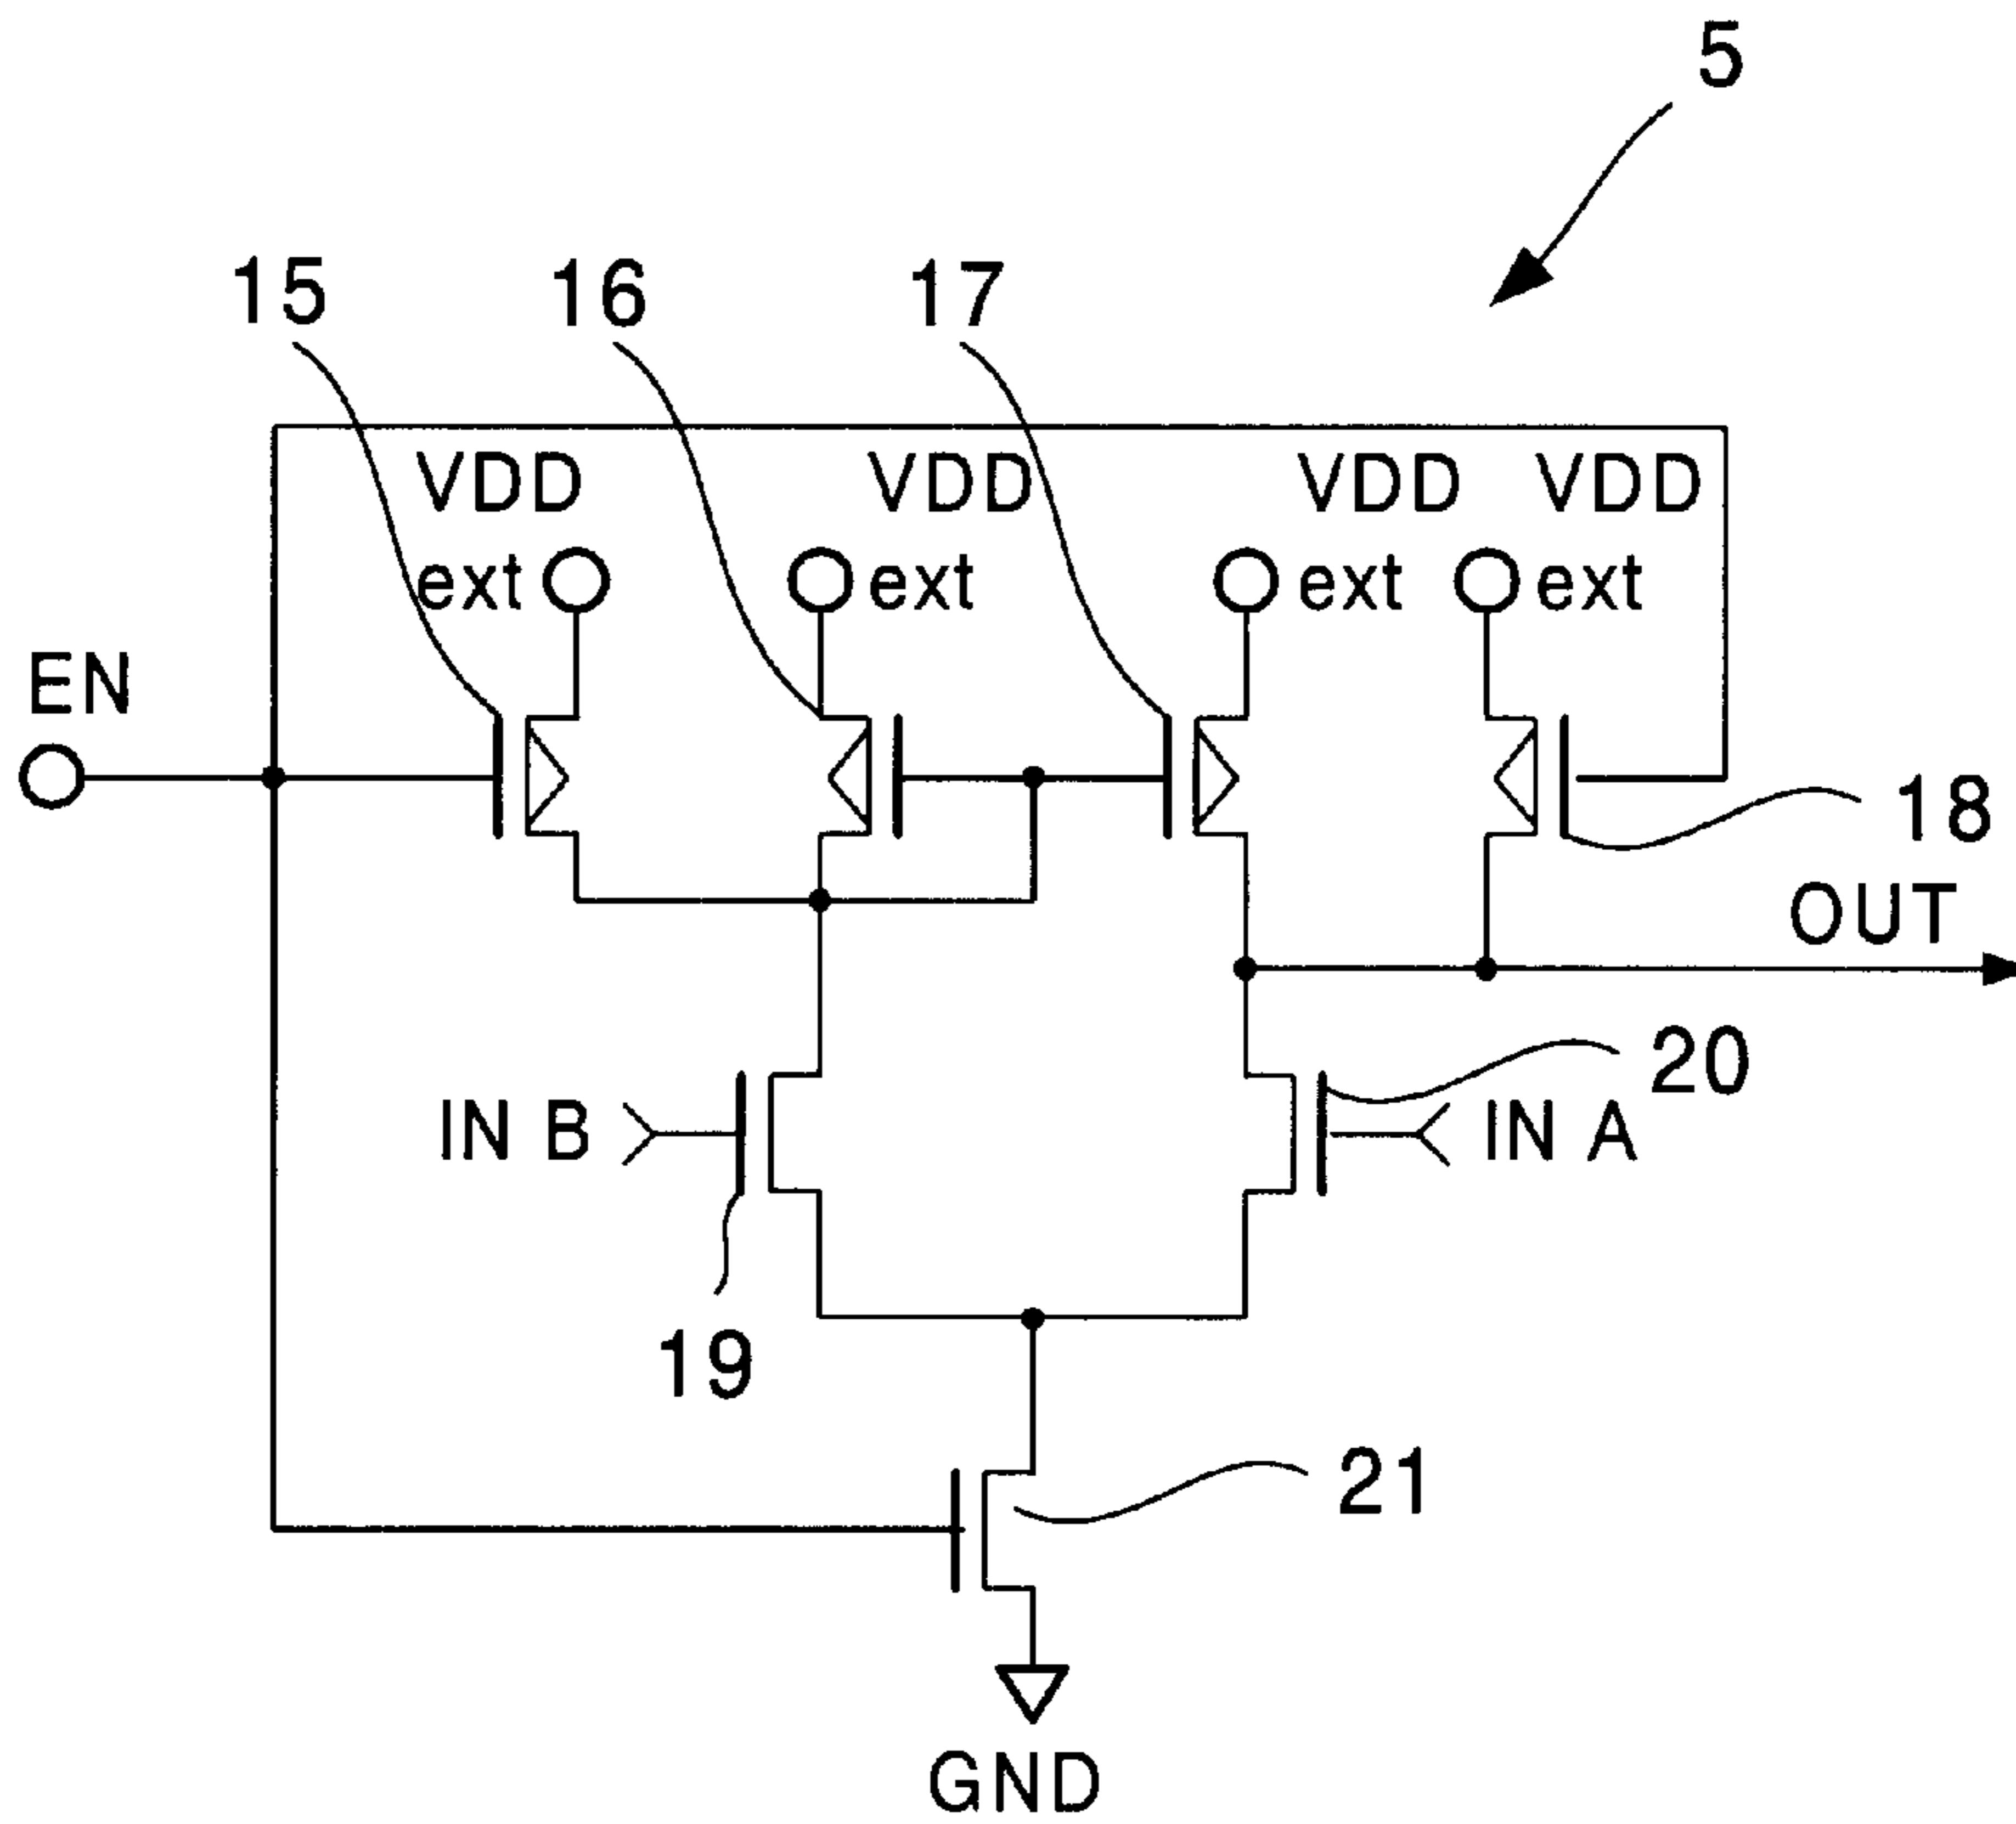 5
15 16 17
VDD VDD VDD VDD
ext ext ext ext
EN
18
OUT
20
IN B IN A
19
21
GND